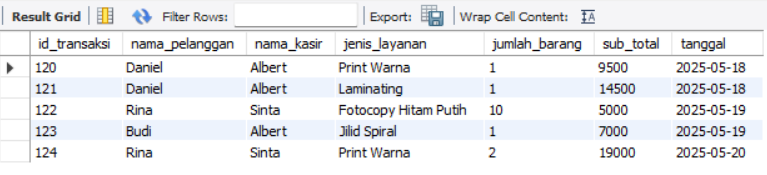 Result Grid Filter Rows: Export: Wrap Cell Content: IA
id_transaksi nama_pelanggan nama_kasir jenis_layanan jumlah_barang sub_total tanggal
120 Daniel Albert Print Warna 1 9500 2025-05-18
121 Daniel Albert Laminating 1 14500 2025-05-18
122 Rina Sinta Fotocopy Hitam Putih 10 5000 2025-05-19
123 Budi Albert Jilid Spiral 1 7000 2025-05-19
124 Rina Sinta Print Warna 2 19000 2025-05-20